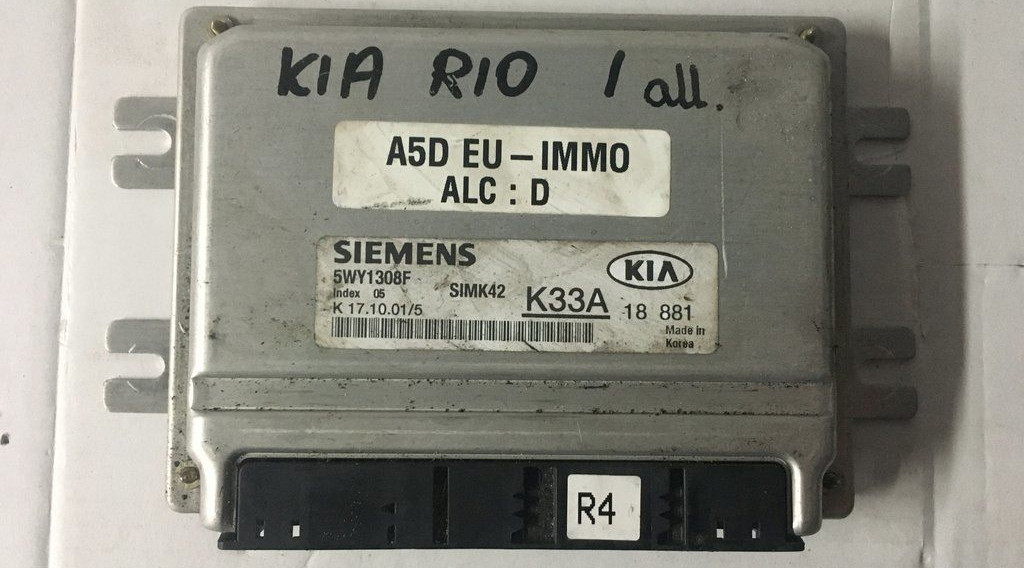 KIA RIO 1 all.
A5D EU - IMMO
ALC : D
SIEMENS
5WY1308F
Index 05 SIMK42
K 17.10.01/5
K33A
KIA
18 881
Made in
Korea
R4